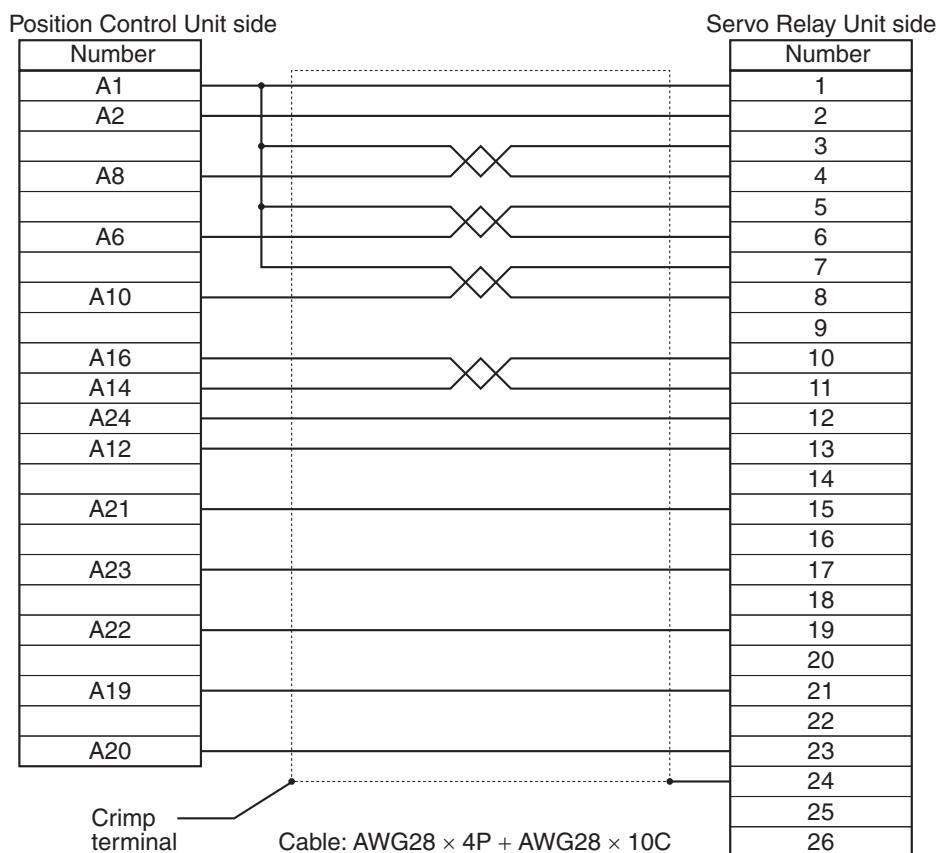 Position Control Unit side Servo Relay Unit side
Number Number
A1 1
A2 2
3
A8 4
5
A6 6
7
A10 8
9
A16 10
A14 11
A24 12
A12 13
14
A21 15
16
A23 17
18
A22 19
20
A19 21
22
A20 23
24
Crimp 25
terminal Cable: AWG28 × 4P + AWG28 × 10C 26